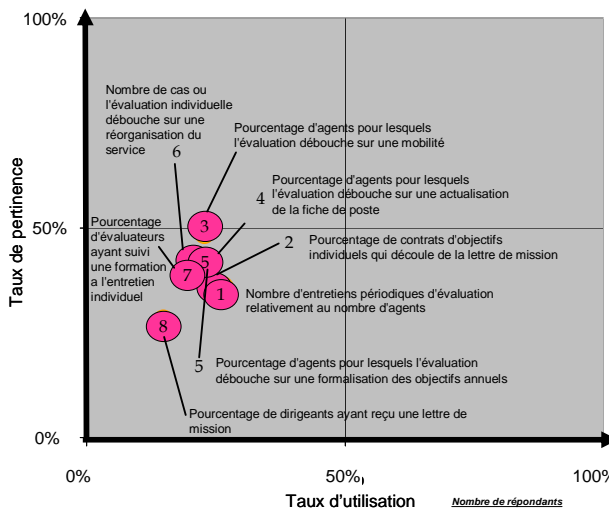 100%
Taux de pertinence
50%
0%
Nombre de cas ou
l'évaluation individuelle
débouche sur une
réorganisation du
service
6
Pourcentage d'agents pour lesquels
l'évaluation débouche sur une mobilité
4
Pourcentage d'agents pour lesquels
l'évaluation débouche sur une actualisation
de la fiche de poste
3
Pourcentage
d'évaluateurs
ayant suivi
une formation
a l'entretien
individuel
2
Pourcentage de contrats d'objectifs
individuels qui découle de la lettre de mission
5
7
1
Nombre d'entretiens périodiques d'évaluation
relativement au nombre d'agents
8
5
Pourcentage d'agents pour lesquels l'évaluation
débouche sur une formalisation des objectifs annuels
Pourcentage de dirigeants ayant reçu une lettre de
mission
0%
50%
100%
Taux d'utilisation
Nombre de répondants